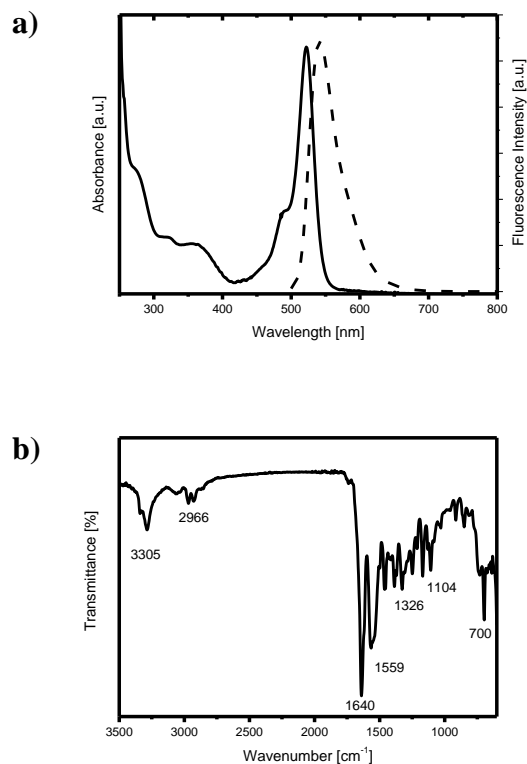 a)
Absorbance [a.u.]
Fluorescence Intensity [a.u.]
300 400 500 600 700 800
Wavelength [nm]
b)
Transmittance [%]
3305
2966
1640
1559
1326
1104
700
3500 3000 2500 2000 1500 1000
Wavenumber [cm⁻¹]